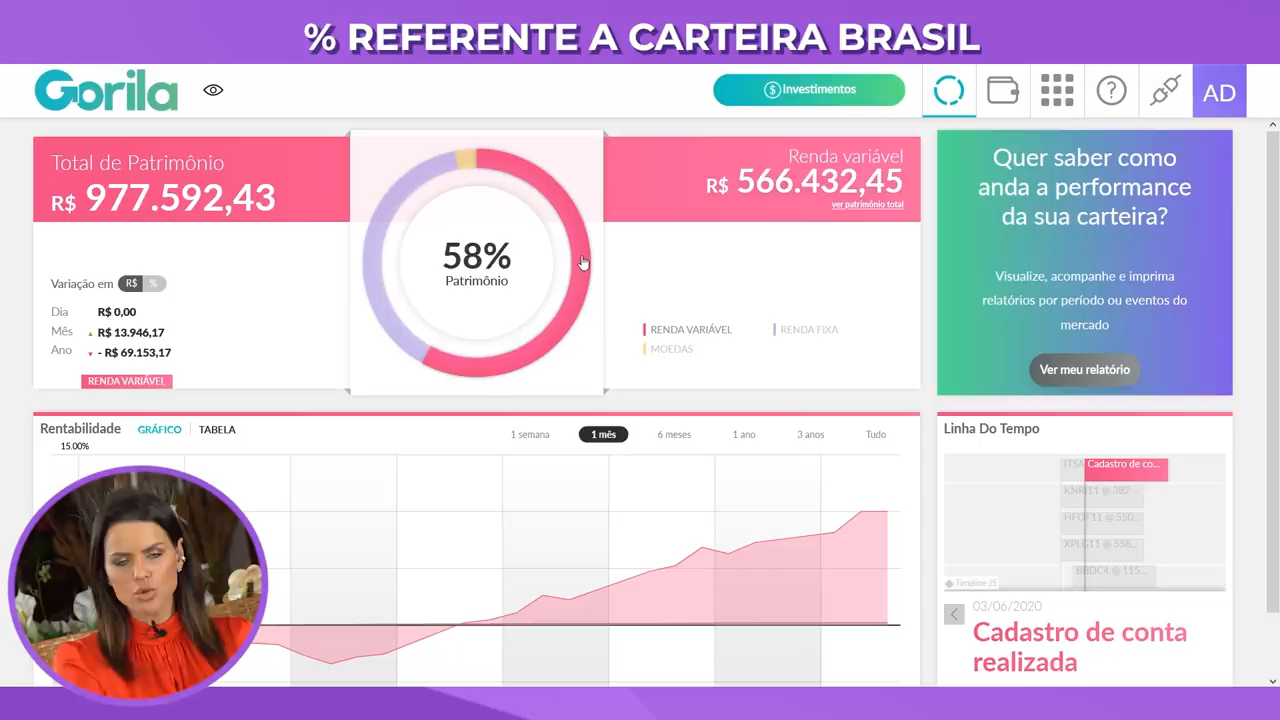 % REFERENTE A CARTEIRA BRASIL
Gorila
Investimentos
AD
Total de Patrimônio
R$ 977.592,43
Renda variável
R$ 566.432,45
ver patrimônio total
58%
Patrimônio
Variação em R$ %
Dia R$ 0,00
Mês R$ 13.946,17
Ano - R$ 69.153,17
RENDA VARIÁVEL
RENDA VARIÁVEL RENDA FIXA
MOEDAS
Quer saber como
anda a performance
da sua carteira?
Visualize, acompanhe e imprima
relatórios por período ou eventos do
mercado
Ver meu relatório
Rentabilidade GRÁFICO TABELA
1 semana 1 mês 6 meses 1 ano 3 anos Tudo
15.00%
Linha Do Tempo
ITSA Cadastro de co...
KNRI11 @ 382 ...
HFOF11 @ 550...
XPLG11 @ 558...
BBDC4 @ 115...
Timeline JS
03/06/2020
Cadastro de conta
realizada